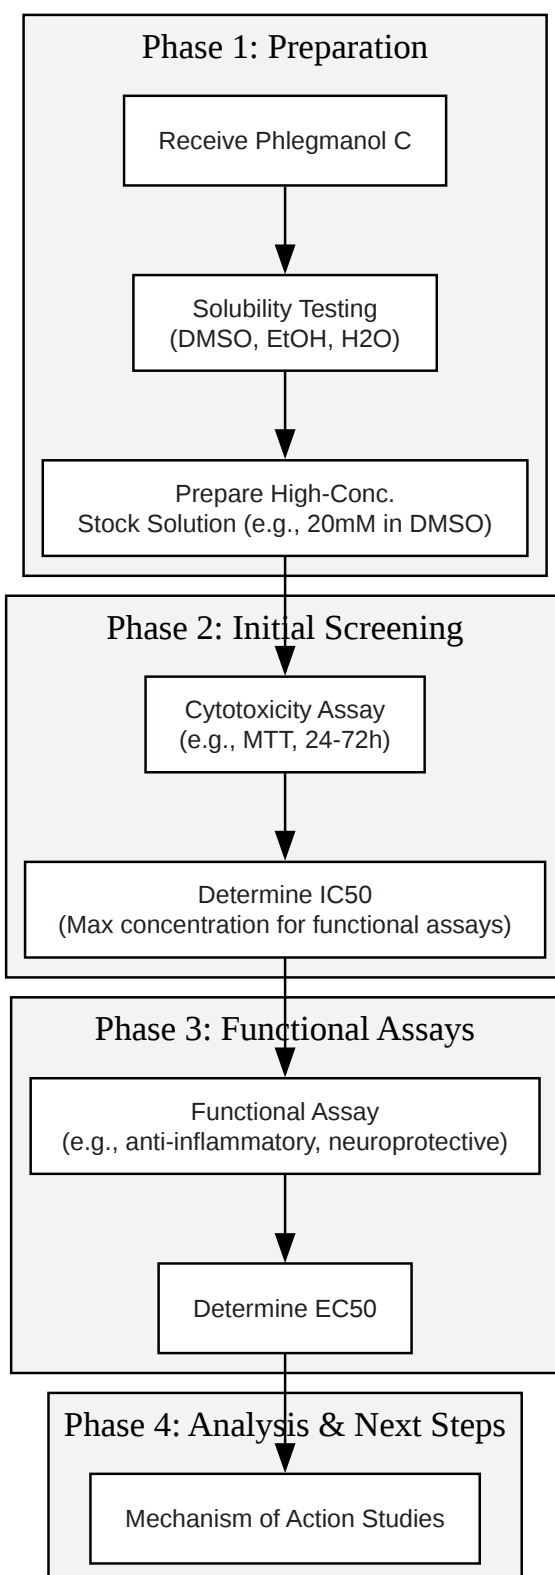 Phase 1: Preparation
Receive Phlegmanol C
Solubility Testing
(DMSO, EtOH, H2O)
Prepare High-Conc.
Stock Solution (e.g., 20mM in DMSO)
Phase 2: Initial Screening
Cytotoxicity Assay
(e.g., MTT, 24-72h)
Determine IC50
(Max concentration for functional assays)
Phase 3: Functional Assays
Functional Assay
(e.g., anti-inflammatory, neuroprotective)
Determine EC50
Phase 4: Analysis & Next Steps
Mechanism of Action Studies